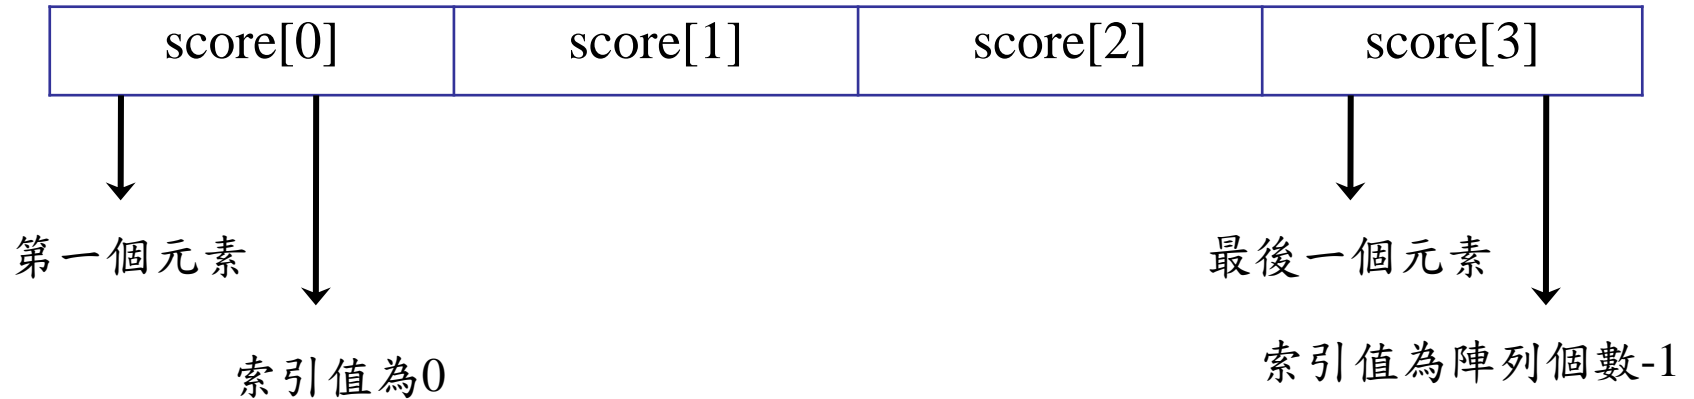 score[0] score[1] score[2] score[3]
第一個元素
最後一個元素
索引值為0
索引值為陣列個數-1